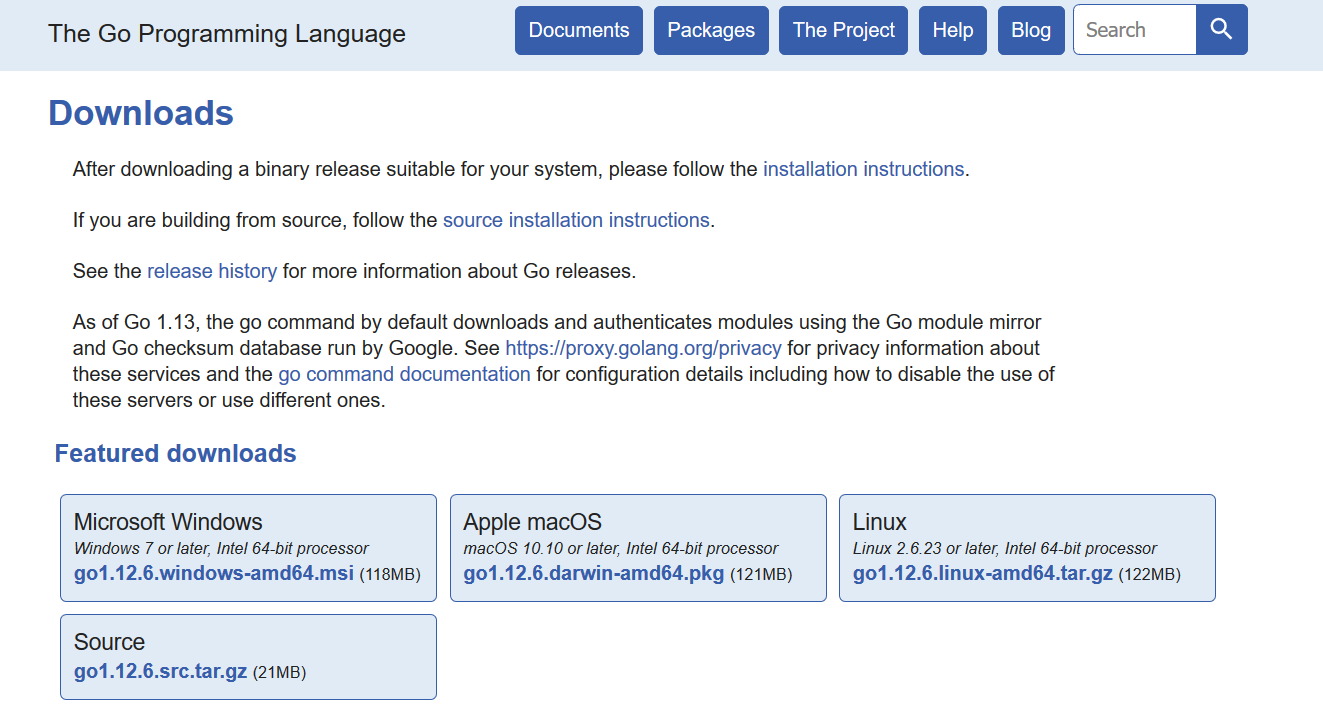 The Go Programming Language
Documents
Packages
The Project
Help
Blog
Search
Downloads
After downloading a binary release suitable for your system, please follow the installation instructions.
If you are building from source, follow the source installation instructions.
See the release history for more information about Go releases.
As of Go 1.13, the go command by default downloads and authenticates modules using the Go module mirror
and Go checksum database run by Google. See https://proxy.golang.org/privacy for privacy information about
these services and the go command documentation for configuration details including how to disable the use of
these servers or use different ones.
Featured downloads
Microsoft Windows
Windows 7 or later, Intel 64-bit processor
go1.12.6.windows-amd64.msi (118MB)
Apple macOS
macOS 10.10 or later, Intel 64-bit processor
go1.12.6.darwin-amd64.pkg (121MB)
Linux
Linux 2.6.23 or later, Intel 64-bit processor
go1.12.6.linux-amd64.tar.gz (122MB)
Source
go1.12.6.src.tar.gz (21MB)